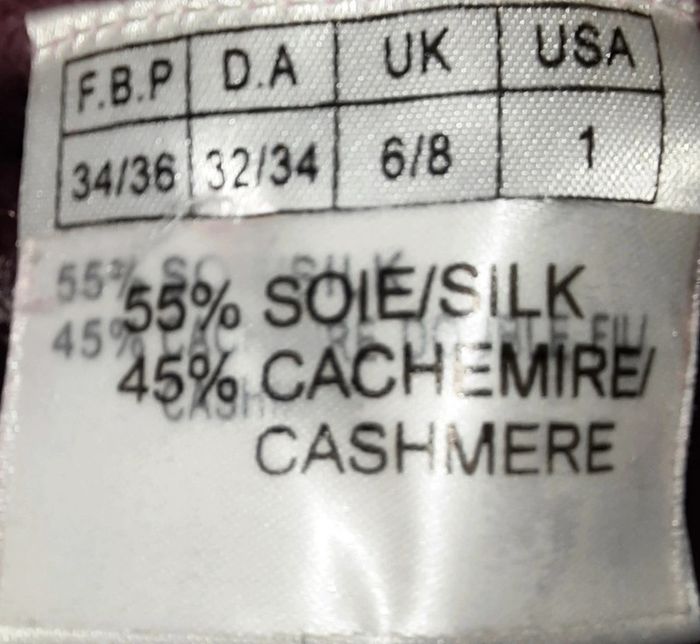 F.B.P D.A UK USA
34/36 32/34 6/8 1
55% SOIE/SILK
45% CACHEMIRE/
CASHMERE